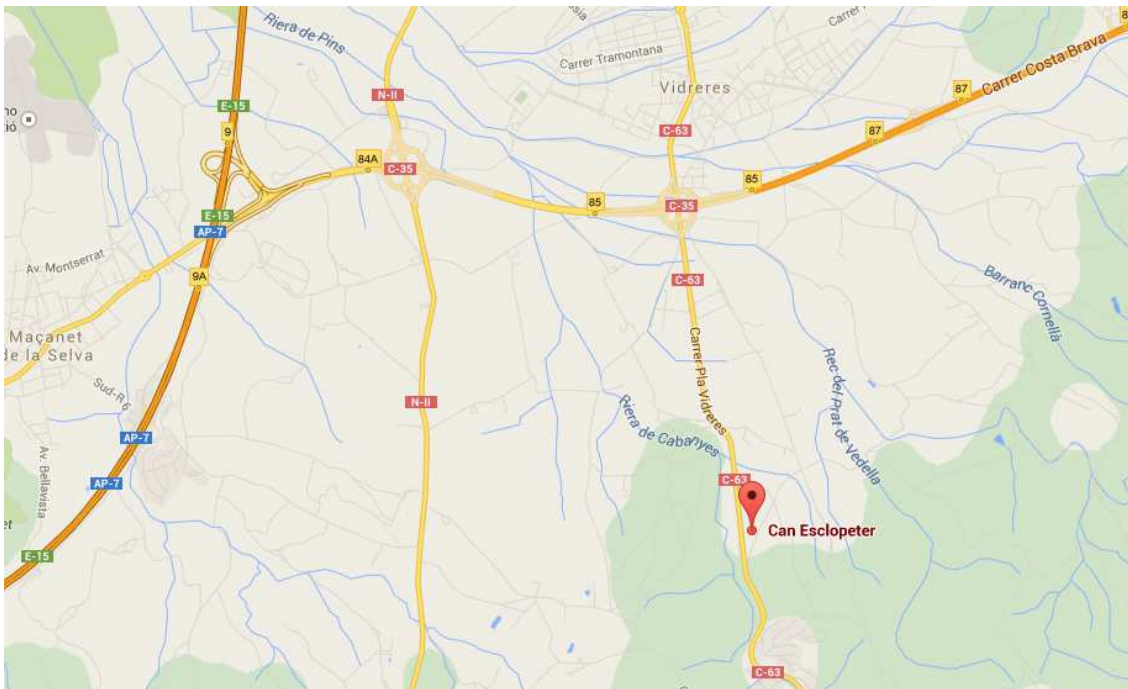 Riera de Pins
Carrer Tramontana
Vidreres
Carrer Costa Brava
87
87
N-II
E-15
9
C-63
84A
C-35
85
85
C-35
E-15
AP-7
Av. Montserrat
9A
C-63
Barranc Cornellà
Maçanet
de la Selva
Carrer Pla Vidreres
Rec del Prat de Vedella
Sud-R 6
N-II
Riera de Cabanyes
AP-7
Av. Bellavista
AP-7
C-63
Can Esclopeter
E-15
C-63